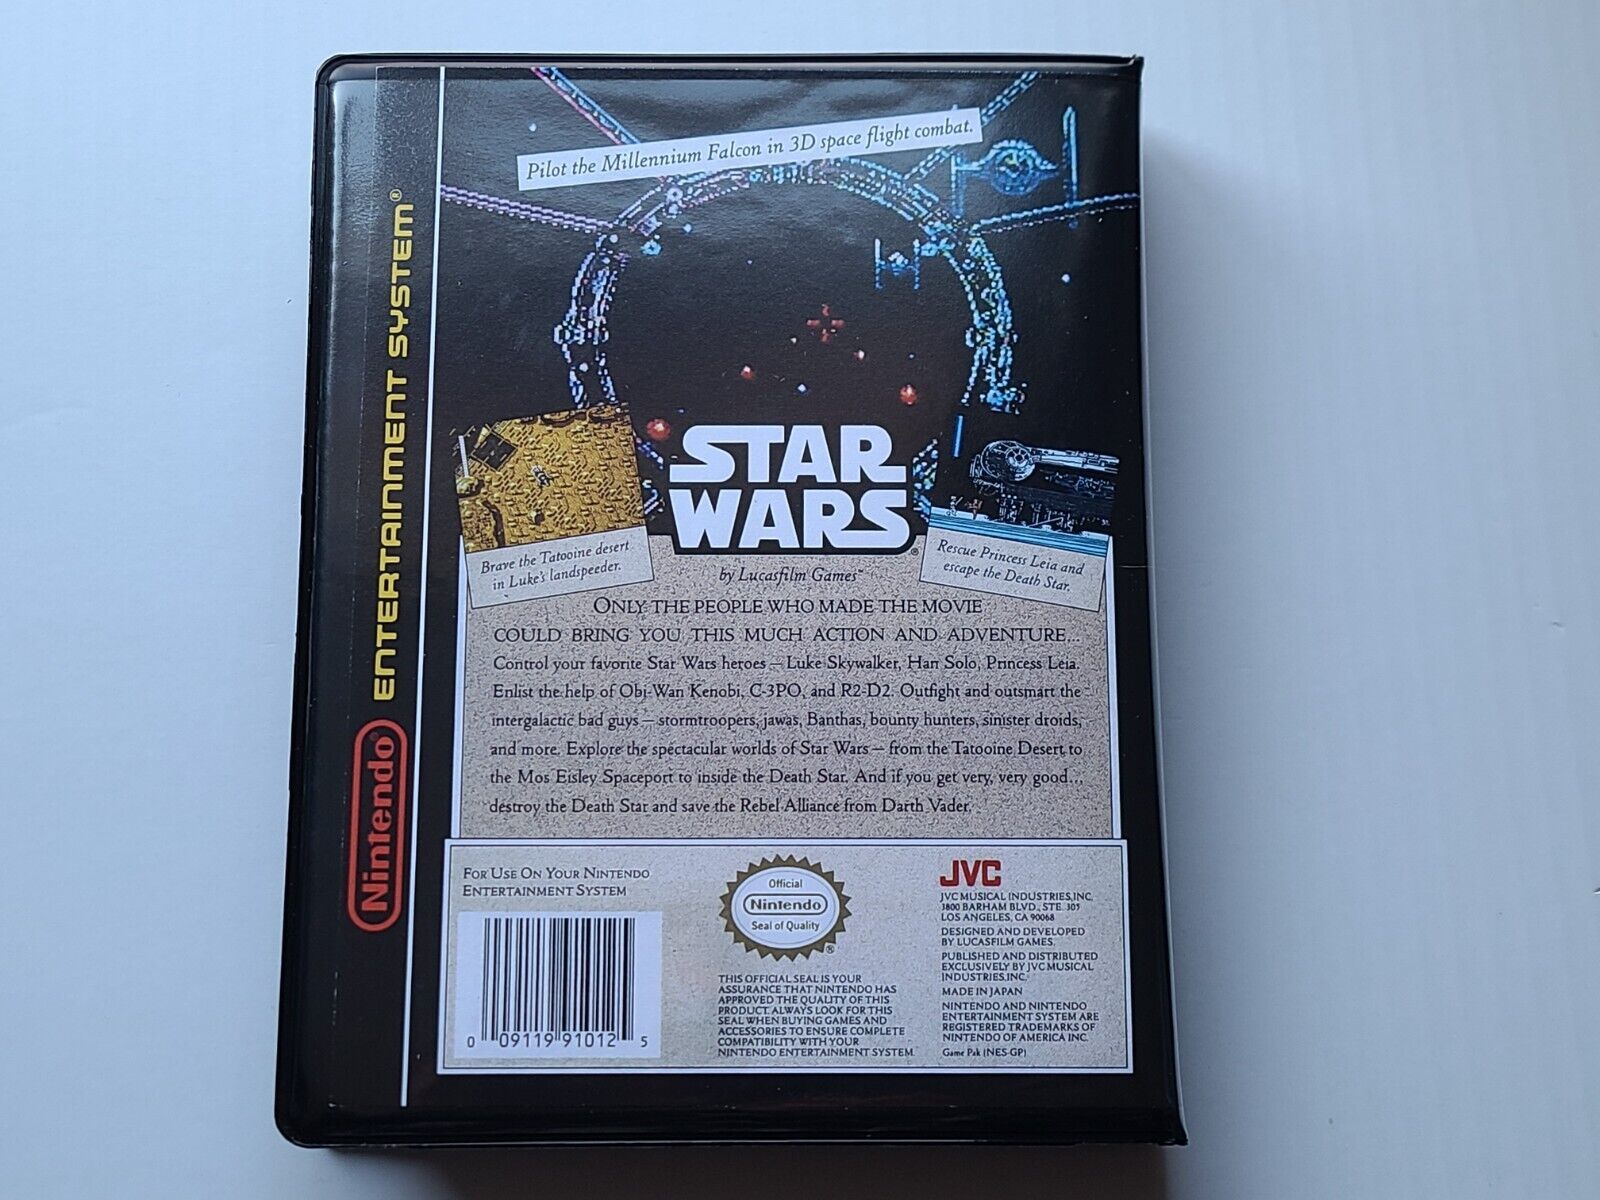 Nintendo® ENTERTAINMENT SYSTEM®
Pilot the Millennium Falcon in 3D space flight combat.
STAR
WARS®
Brave the Tatooine desert
in Luke's landspeeder.
Rescue Princess Leia and
escape the Death Star.
by Lucasfilm Games™
ONLY THE PEOPLE WHO MADE THE MOVIE
COULD BRING YOU THIS MUCH ACTION AND ADVENTURE...
Control your favorite Star Wars heroes – Luke Skywalker, Han Solo, Princess Leia.
Enlist the help of Obi-Wan Kenobi, C-3PO, and R2-D2. Outfight and outsmart the
intergalactic bad guys – stormtroopers, jawas, Banthas, bounty hunters, sinister droids,
and more. Explore the spectacular worlds of Star Wars – from the Tatooine Desert to
the Mos Eisley Spaceport to inside the Death Star. And if you get very, very good...
destroy the Death Star and save the Rebel Alliance from Darth Vader.
FOR USE ON YOUR NINTENDO
ENTERTAINMENT SYSTEM
0 09119 91012 5
Official
Nintendo
Seal of Quality
®
THIS OFFICIAL SEAL IS YOUR
ASSURANCE THAT NINTENDO HAS
APPROVED THE QUALITY OF THIS
PRODUCT. ALWAYS LOOK FOR THIS
SEAL WHEN BUYING GAMES AND
ACCESSORIES TO ENSURE COMPLETE
COMPATIBILITY WITH YOUR
NINTENDO ENTERTAINMENT SYSTEM.
JVC
JVC MUSICAL INDUSTRIES, INC.
3800 BARHAM BLVD., STE. 305
LOS ANGELES, CA 90068
DESIGNED AND DEVELOPED
BY LUCASFILM GAMES.
PUBLISHED AND DISTRIBUTED
EXCLUSIVELY BY JVC MUSICAL
INDUSTRIES, INC.
MADE IN JAPAN
NINTENDO AND NINTENDO
ENTERTAINMENT SYSTEM ARE
REGISTERED TRADEMARKS OF
NINTENDO OF AMERICA INC.
Game Pak (NES-GP)